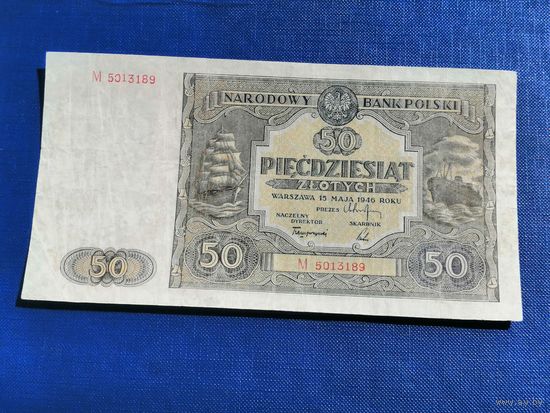 M 5013189
NARODOWY BANK POLSKI
50
PIĘĆDZIESIĄT
ZŁOTYCH
WARSZAWA 15 MAJA 1946 ROKU
PREZES
NACZELNY DYREKTOR
SKARBNIK
50 50 50
M 5013189